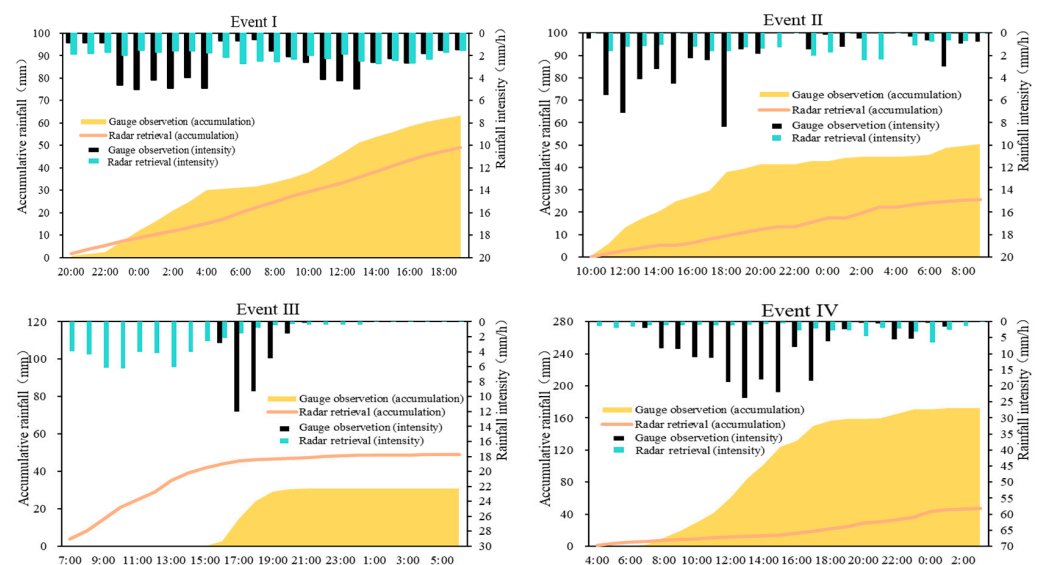 Event I
100 90 80 70 60 50 40 30 20 10 0
Accumulative rainfall（mm）
Gauge observetion (accumulation)
Radar retrieval (accumulation)
Gauge observetion (intensity)
Radar retrieval (intensity)
0 2 4 6 8 10 12 14 16 18 20
Rainfall intensity (mm/h)
20:00 22:00 0:00 2:00 4:00 6:00 8:00 10:00 12:00 14:00 16:00 18:00
Event II
100 90 80 70 60 50 40 30 20 10 0
Accumulative rainfall（mm）
Gauge observetion (accumulation)
Radar retrieval (accumulation)
Gauge observetion (intensity)
Radar retrieval (intensity)
0 2 4 6 8 10 12 14 16 18 20
Rainfall intensity (mm/h)
10:00 12:00 14:00 16:00 18:00 20:00 22:00 0:00 2:00 4:00 6:00 8:00
Event III
120 100 80 60 40 20 0
Accumulative rainfall（mm）
Gauge observetion (accumulation)
Radar retrieval (accumulation)
Gauge observetion (intensity)
Radar retrieval (intensity)
0 2 4 6 8 10 12 14 16 18 20 22 24 26 28 30
Rainfall intensity (mm/h)
7:00 9:00 11:00 13:00 15:00 17:00 19:00 21:00 23:00 1:00 3:00 5:00
Event IV
280 240 200 160 120 80 40 0
Accumulative rainfall（mm）
Gauge observetion (accumulation)
Radar retrieval (accumulation)
Gauge observetion (intensity)
Radar retrieval (intensity)
0 5 10 15 20 25 30 35 40 45 50 55 60 65 70
Rainfall intensity (mm/h)
4:00 6:00 8:00 10:00 12:00 14:00 16:00 18:00 20:00 22:00 0:00 2:00